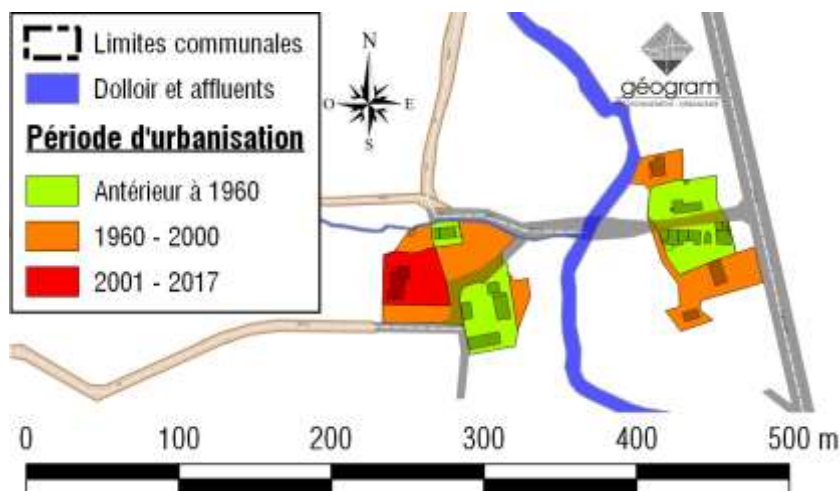 Limites communales
Dolloir et affluents
Période d'urbanisation
Antérieur à 1960
1960 - 2000
2001 - 2017
N
O
E
S
géogram
0
100
200
300
400
500 m